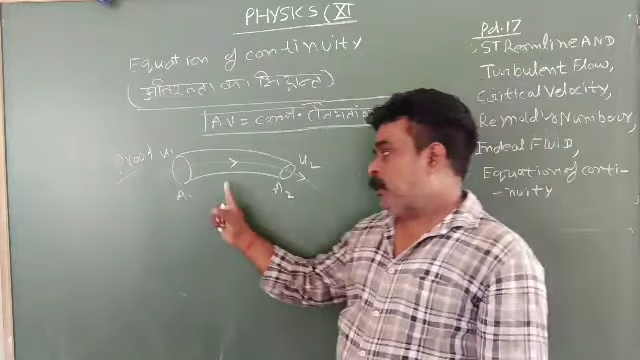 PHYSICS (XI
Equation of continuity
(अविरतता का सिद्धान्त)
AV = const. (नियतांक
Proof v₁
v₂
A₁
A₂
Pd.17
STReamline AND
Turbulent Flow,
Critical Velocity,
Reynold's Number,
Indeal Fluid,
Equation of conti-
-nuity